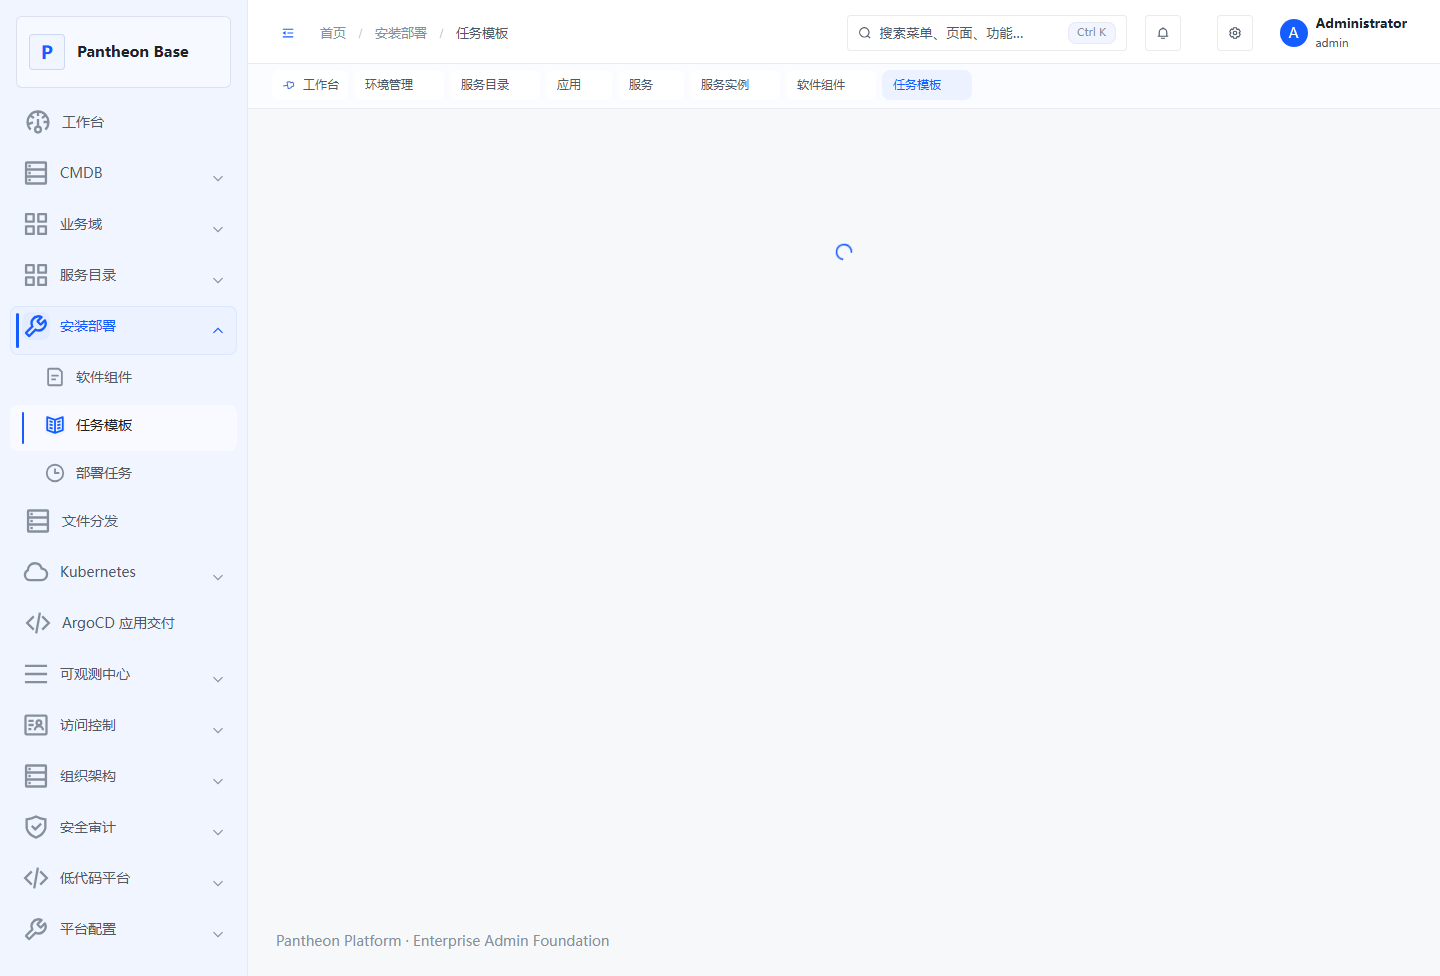 P Pantheon Base
工作台
CMDB
业务域
服务目录
安装部署
软件组件
任务模板
部署任务
文件分发
Kubernetes
ArgoCD 应用交付
可观测中心
访问控制
组织架构
安全审计
低代码平台
平台配置
首页 / 安装部署 / 任务模板
搜索菜单、页面、功能... Ctrl K
A Administrator
admin
工作台 环境管理 服务目录 应用 服务 服务实例 软件组件 任务模板
Pantheon Platform · Enterprise Admin Foundation